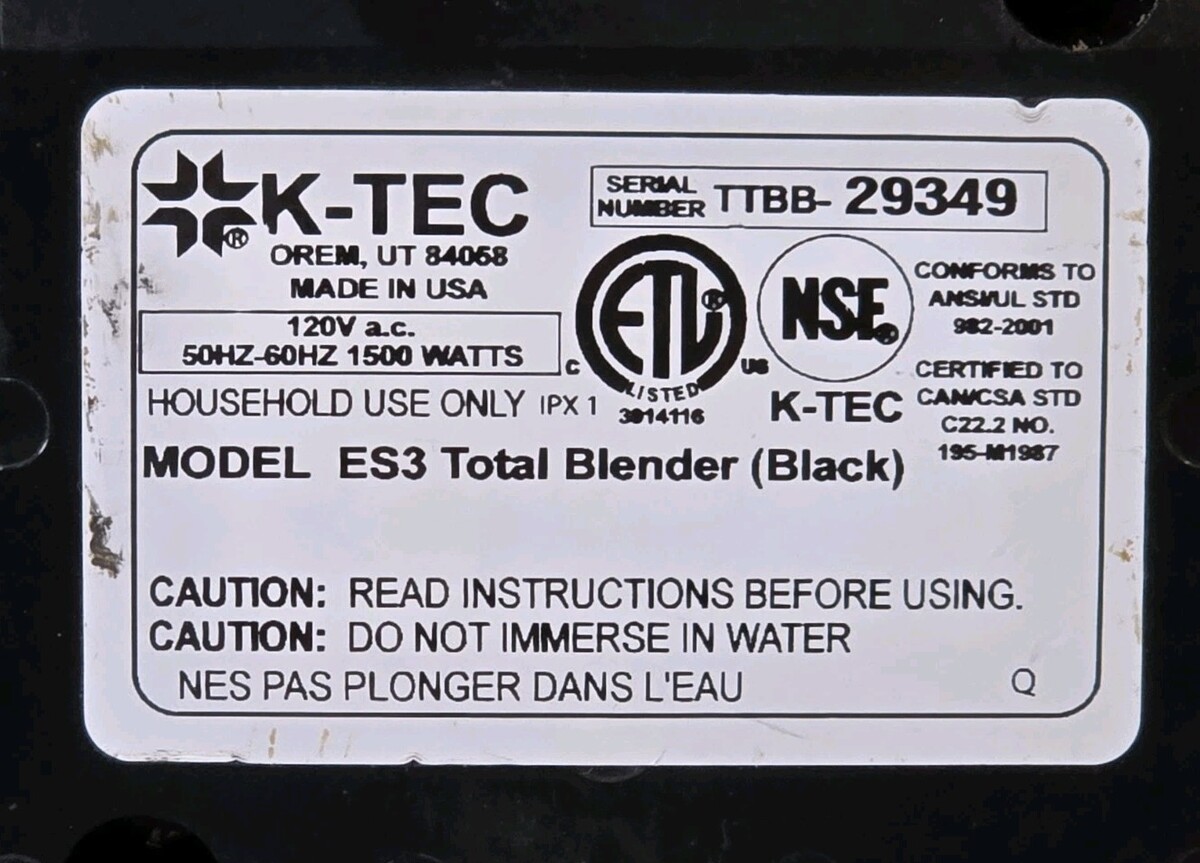 K-TEC
®
OREM, UT 84058
MADE IN USA
SERIAL NUMBER TTBB- 29349
120V a.c.
50HZ-60HZ 1500 WATTS
HOUSEHOLD USE ONLY IPX 1
C ETL ® US
LISTED
3014116
NSF®
K-TEC
CONFORMS TO
ANSI/UL STD
982-2001
CERTIFIED TO
CAN/CSA STD
C22.2 NO.
195-M1987
MODEL ES3 Total Blender (Black)
CAUTION: READ INSTRUCTIONS BEFORE USING.
CAUTION: DO NOT IMMERSE IN WATER
NES PAS PLONGER DANS L'EAU
Q